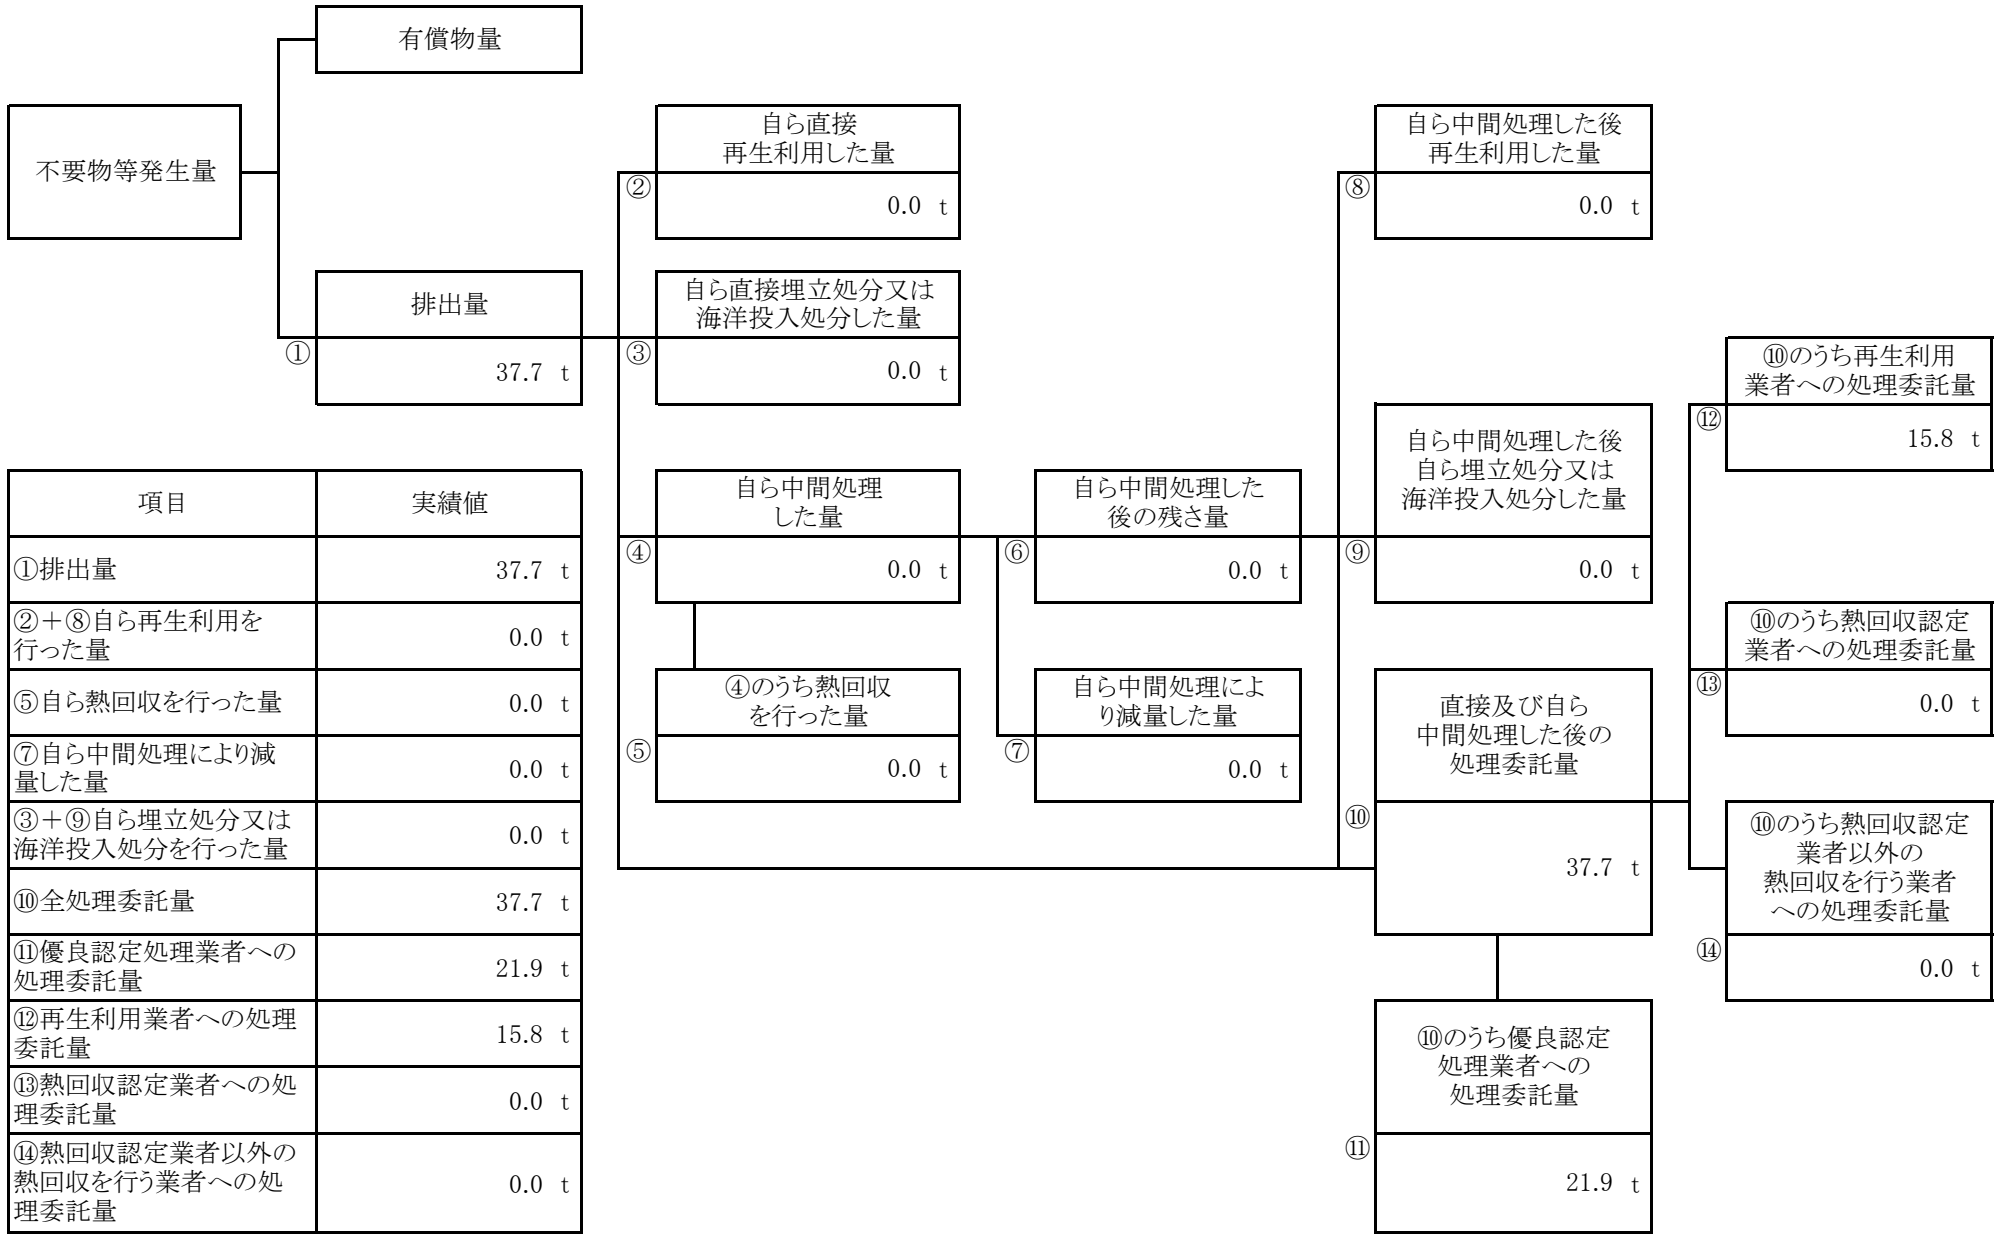 有償物量
不要物等発生量
自ら直接
再生利用した量
②
0.0 t
自ら中間処理した後
再生利用した量
⑧
0.0 t
排出量
①
37.7 t
自ら直接埋立処分又は
海洋投入処分した量
③
0.0 t
⑩のうち再生利用
業者への処理委託量
⑫
15.8 t
自ら中間処理
した量
④
0.0 t
自ら中間処理した
後の残さ量
⑥
0.0 t
自ら中間処理した後
自ら埋立処分又は
海洋投入処分した量
⑨
0.0 t
⑩のうち熱回収認定
業者への処理委託量
⑬
0.0 t
④のうち熱回収
を行った量
⑤
0.0 t
自ら中間処理によ
り減量した量
⑦
0.0 t
直接及び自ら
中間処理した後の
処理委託量
⑩
37.7 t
⑩のうち熱回収認定
業者以外の
熱回収を行う業者
への処理委託量
⑭
0.0 t
⑩のうち優良認定
処理業者への
処理委託量
⑪
21.9 t
項目 実績値
①排出量 37.7 t
②＋⑧自ら再生利用を
行った量 0.0 t
⑤自ら熱回収を行った量 0.0 t
⑦自ら中間処理により減
量した量 0.0 t
③＋⑨自ら埋立処分又は
海洋投入処分を行った量 0.0 t
⑩全処理委託量 37.7 t
⑪優良認定処理業者への
処理委託量 21.9 t
⑫再生利用業者への処理
委託量 15.8 t
⑬熱回収認定業者への処
理委託量 0.0 t
⑭熱回収認定業者以外の
熱回収を行う業者への処
理委託量 0.0 t